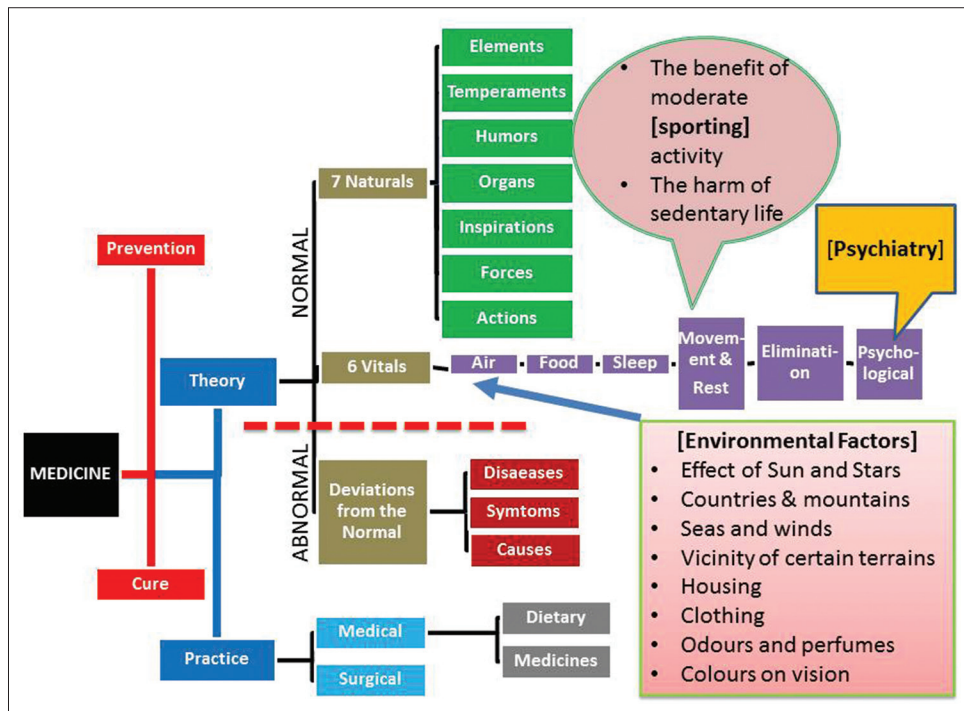 MEDICINE
Prevention
Cure
Theory
Practice
NORMAL
ABNORMAL
7 Naturals
Elements
Temperaments
Humors
Organs
Inspirations
Forces
Actions
6 Vitals
Air
Food
Sleep
Movem-
ent &
Rest
Eliminati-
on
Psycho-
logical
• The benefit of
moderate
[sporting]
activity
• The harm of
sedentary life
[Psychiatry]
[Environmental Factors]
• Effect of Sun and Stars
• Countries & mountains
• Seas and winds
• Vicinity of certain terrains
• Housing
• Clothing
• Odours and perfumes
• Colours on vision
Deviations
from the
Normal
Disaeases
Symtoms
Causes
Medical
Surgical
Dietary
Medicines